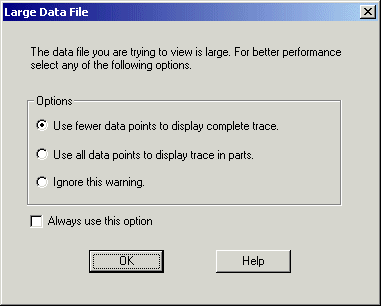 Large Data File
The data file you are trying to view is large. For better performance
select any of the following options.
Options
Use fewer data points to display complete trace.
Use all data points to display trace in parts.
Ignore this warning.
Always use this option
OK
Help